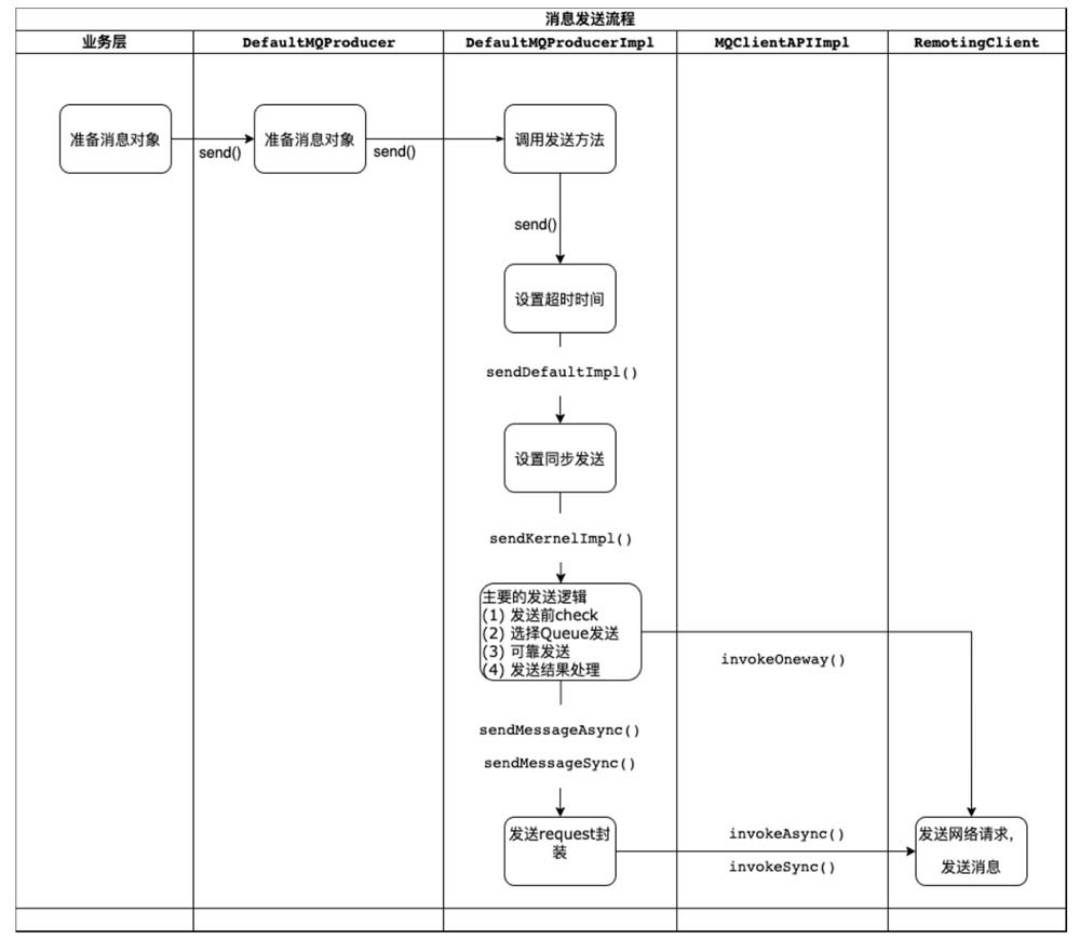 消息发送流程
业务层
DefaultMQProducer
DefaultMQProducerImpl
MQClientAPIImpl
RemotingClient
准备消息对象
send()
准备消息对象
send()
调用发送方法
send()
设置超时时间
sendDefaultImpl()
设置同步发送
sendKernelImpl()
主要的发送逻辑
(1) 发送前check
(2) 选择Queue发送
(3) 可靠发送
(4) 发送结果处理
invokeOneway()
sendMessageAsync()
sendMessageSync()
发送request封
装
invokeAsync()
invokeSync()
发送网络请求,
发送消息